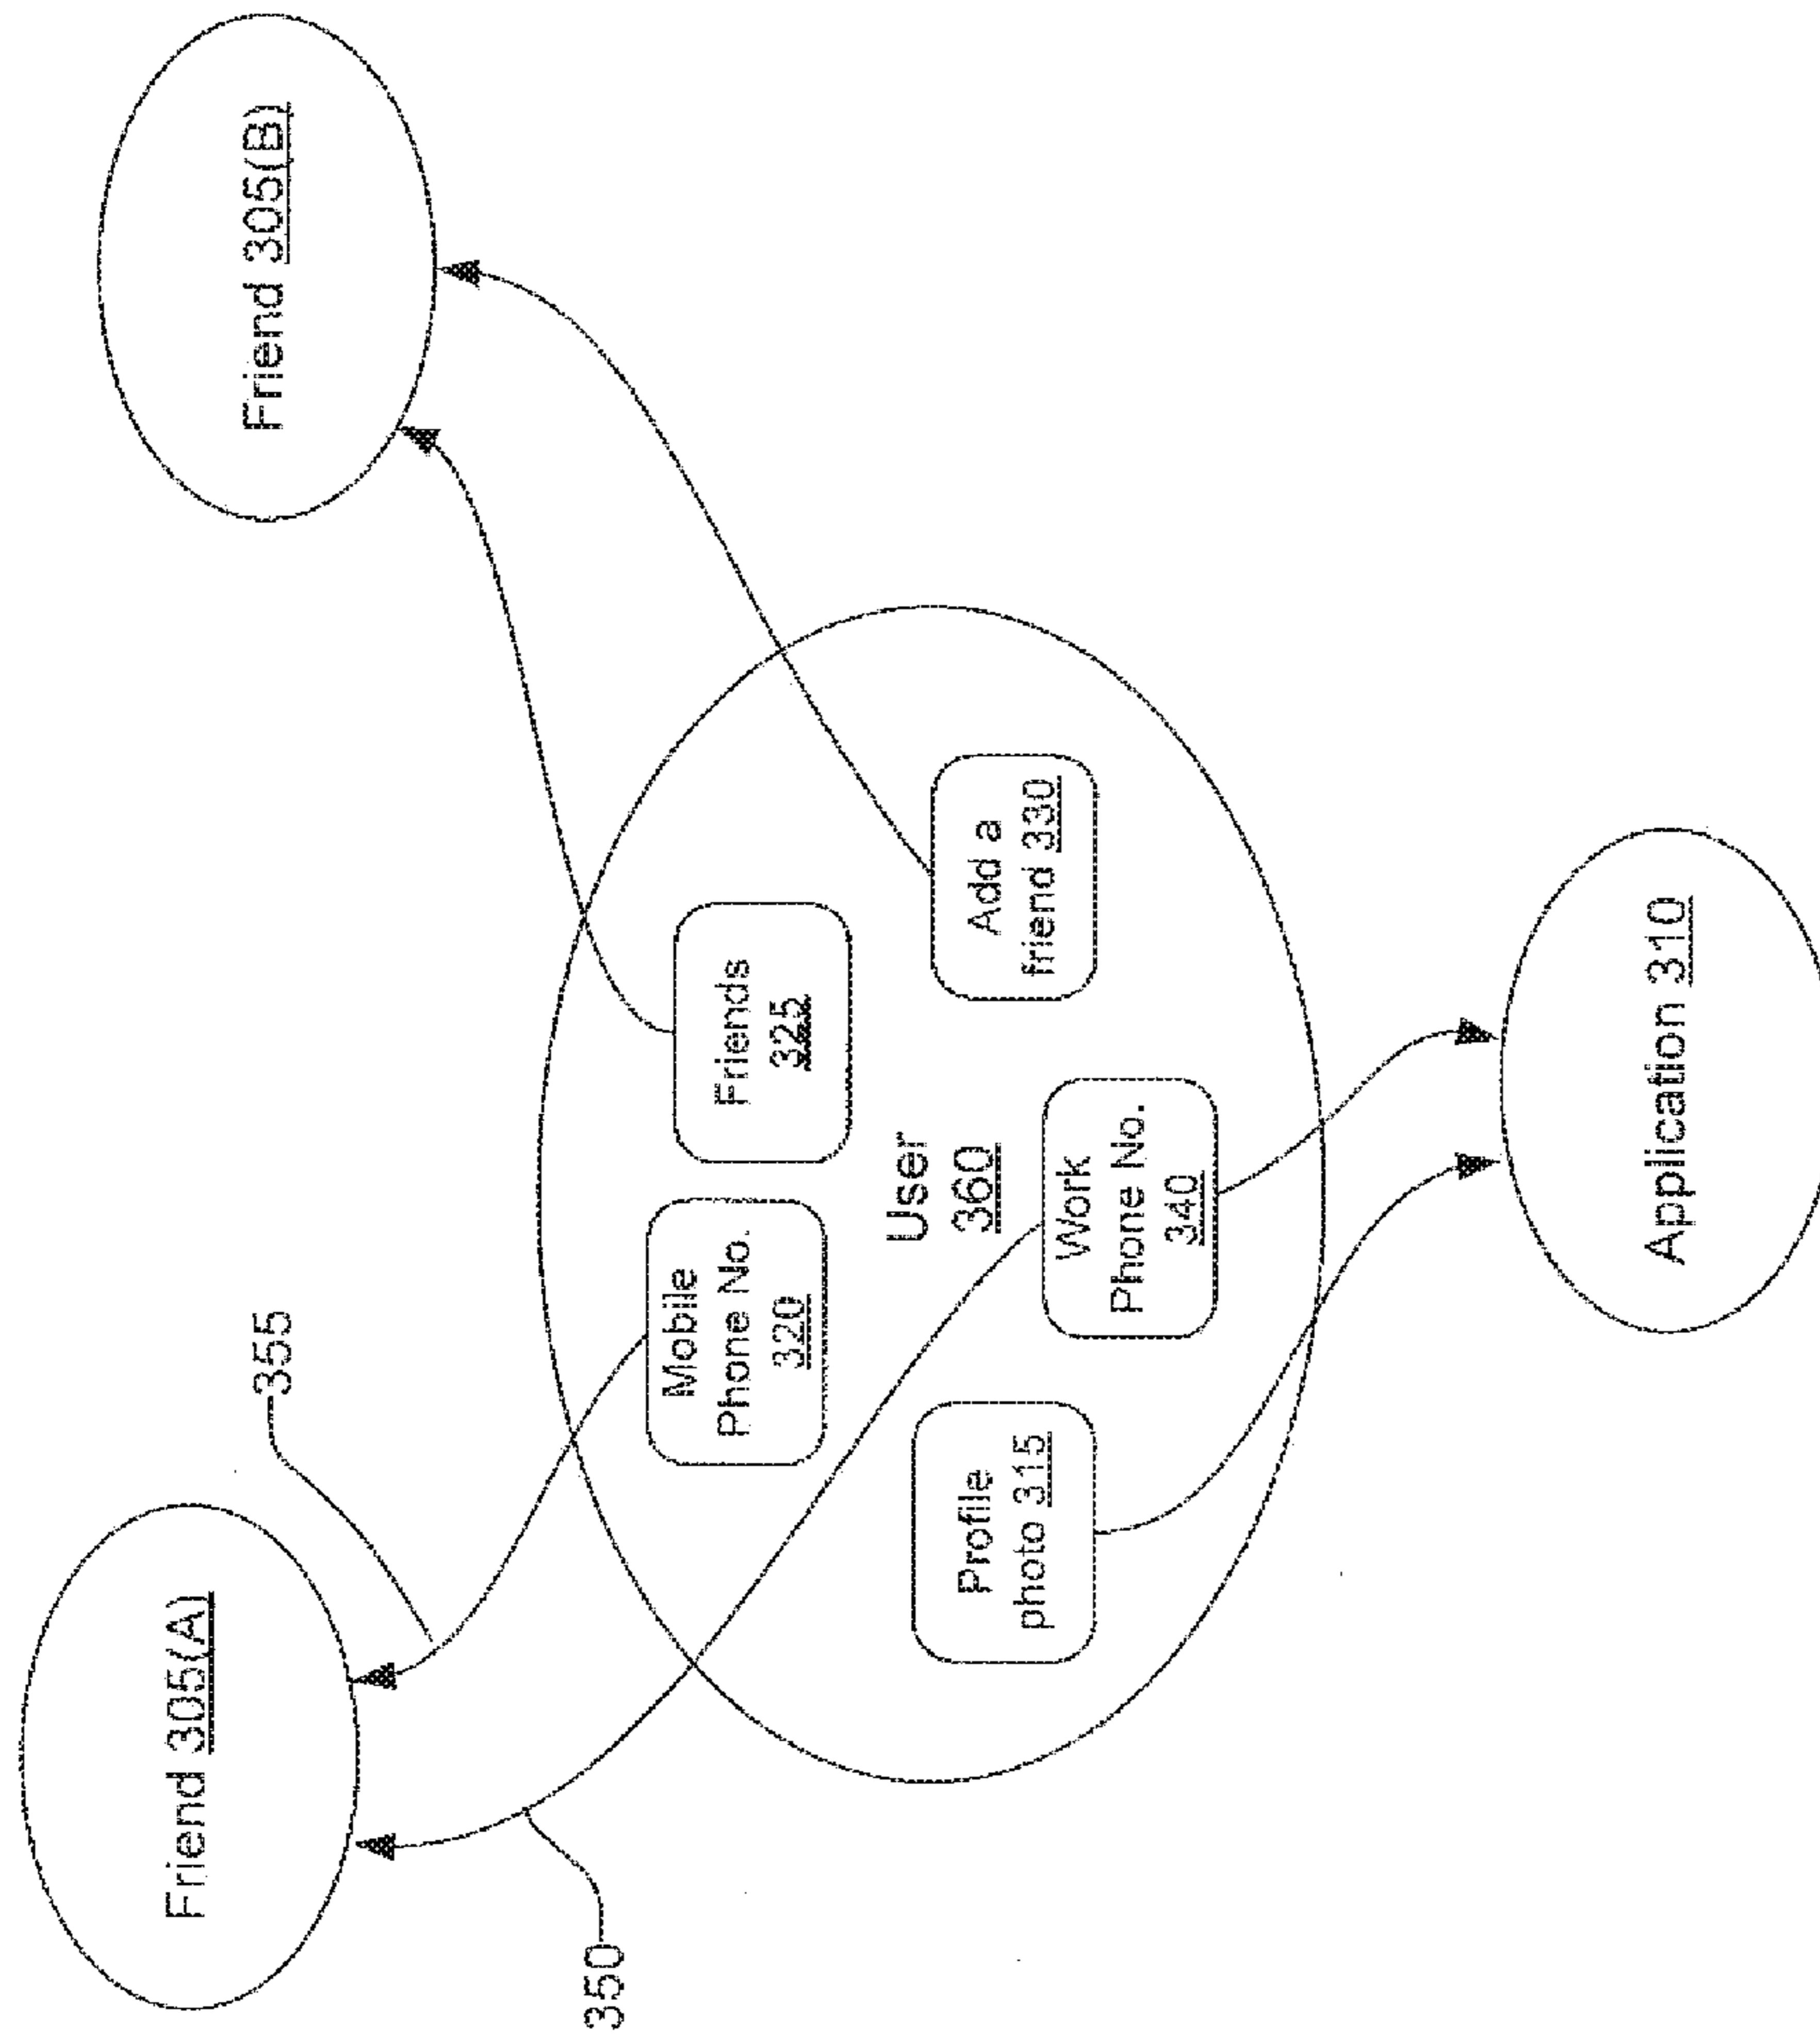 Friend 305(A)
Friend 305(B)
355
350
Mobile
Phone No.
320
Friends
325
User
360
Profile
photo 315
Work
Phone No.
340
Add a
friend 330
Application 310